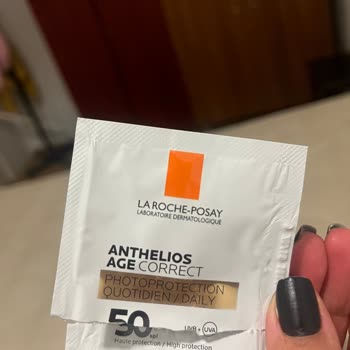 LA ROCHE-POSAY
LABORATOIRE DERMATOLOGIQUE
ANTHELIOS
AGE CORRECT
PHOTOPROTECTION
QUOTIDIEN / DAILY
50
UVB + UVA
Haute protection / High protection